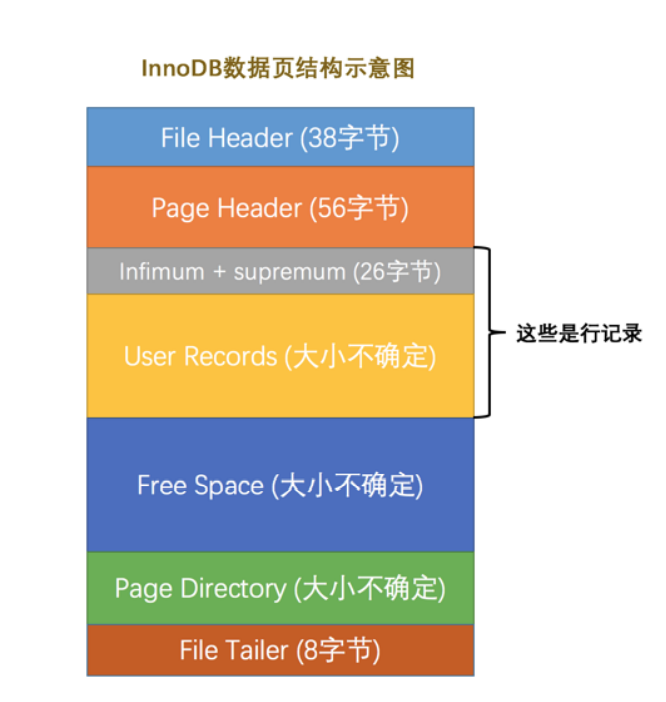 InnoDB数据页结构示意图
File Header (38字节)
Page Header (56字节)
Infimum + supremum (26字节)
User Records (大小不确定)
这些是行记录
Free Space (大小不确定)
Page Directory (大小不确定)
File Tailer (8字节)